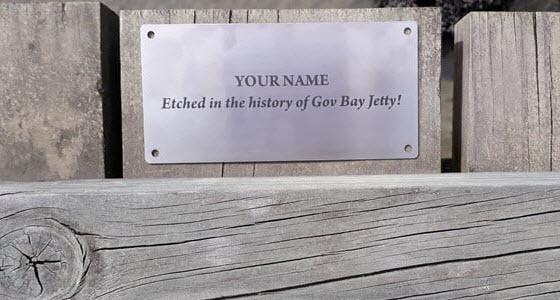 YOUR NAME
Etched in the history of Gov Bay Jetty!